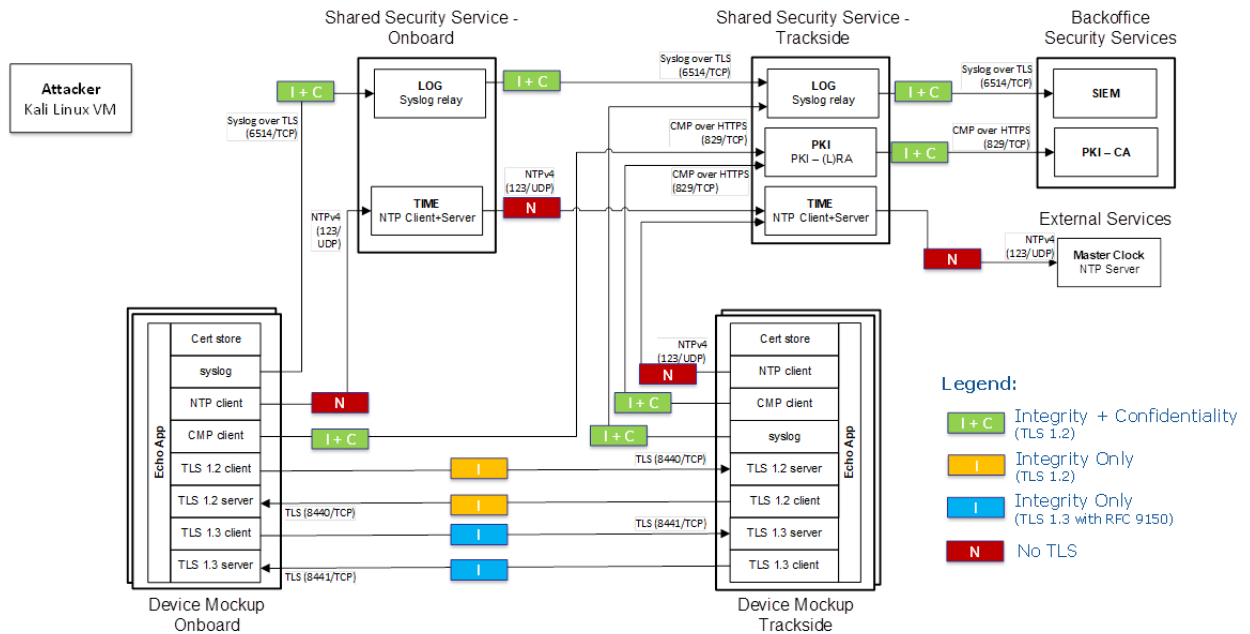 Shared Security Service -
Onboard
Shared Security Service -
Trackside
Backoffice
Security Services
Attacker
Kali Linux VM
I + C
LOG
Syslog relay
I + C
Syslog over TLS
(6514/TCP)
LOG
Syslog relay
I + C
Syslog over TLS
(6514/TCP)
SIEM
Syslog over TLS
(6514/TCP)
CMP over HTTPS
(829/TCP)
PKI
PKI – (L)RA
I + C
CMP over HTTPS
(829/TCP)
PKI – CA
NTPv4
(123/UDP)
CMP over HTTPS
(829/TCP)
NTPv4
(123/
UDP)
TIME
NTP Client+Server
N
TIME
NTP Client+Server
External Services
N
NTPv4
(123/UDP)
Master Clock
NTP Server
Echo App
Cert store
syslog
NTP client
CMP client
TLS 1.2 client
TLS 1.2 server
TLS 1.3 client
TLS 1.3 server
N
I + C
NTPv4
(123/UDP)
N
I + C
I + C
I
TLS (8440/TCP)
I
TLS (8440/TCP)
I
TLS (8441/TCP)
I
TLS (8441/TCP)
Cert store
NTP client
CMP client
syslog
TLS 1.2 server
TLS 1.2 client
TLS 1.3 server
TLS 1.3 client
Echo App
Device Mockup
Onboard
Device Mockup
Trackside
Legend:
I + C
Integrity + Confidentiality
(TLS 1.2)
I
Integrity Only
(TLS 1.2)
I
Integrity Only
(TLS 1.3 with RFC 9150)
N
No TLS